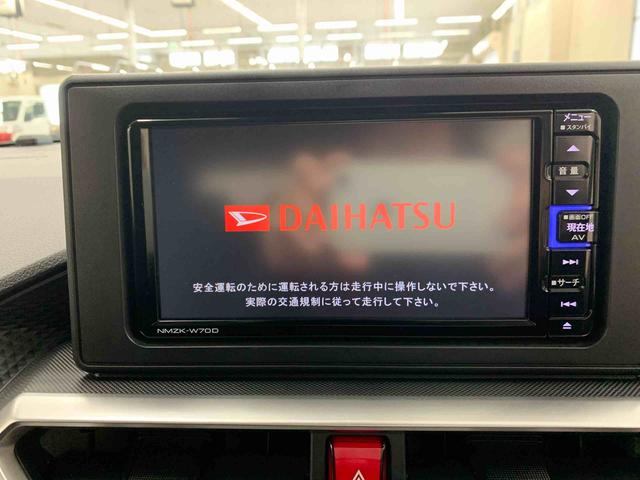 DAIHATSU
安全運転のために運転される方は走行中に操作しないで下さい。
実際の交通規制に従って走行して下さい。
NMZK-W70D
メニュー
■スタンバイ
音量
■画面OFF
現在地
AV
■サーチ